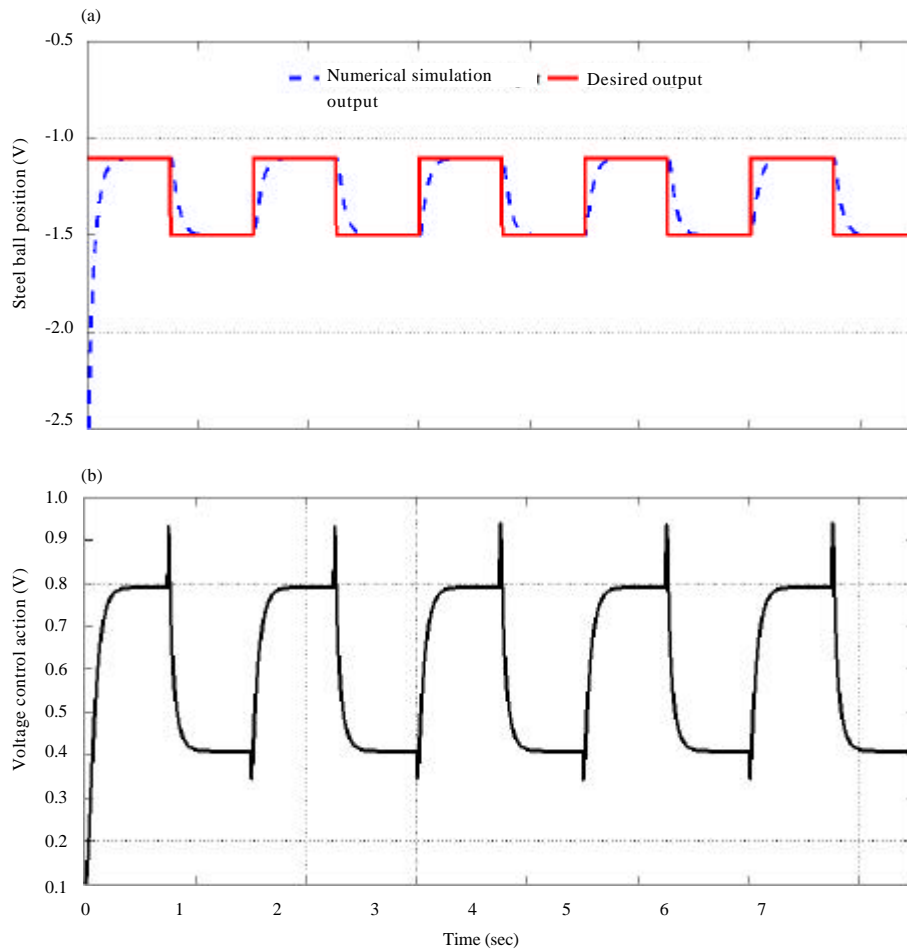 (a)
-0.5
Numerical simulation
output
Desired output
-1.0
-1.5
-2.0
-2.5
Steel ball position (V)
(b)
1.0
0.9
0.8
0.7
0.6
0.5
0.4
0.3
0.2
0.1
Voltage control action (V)
0 1 2 3 4 5 6 7
Time (sec)